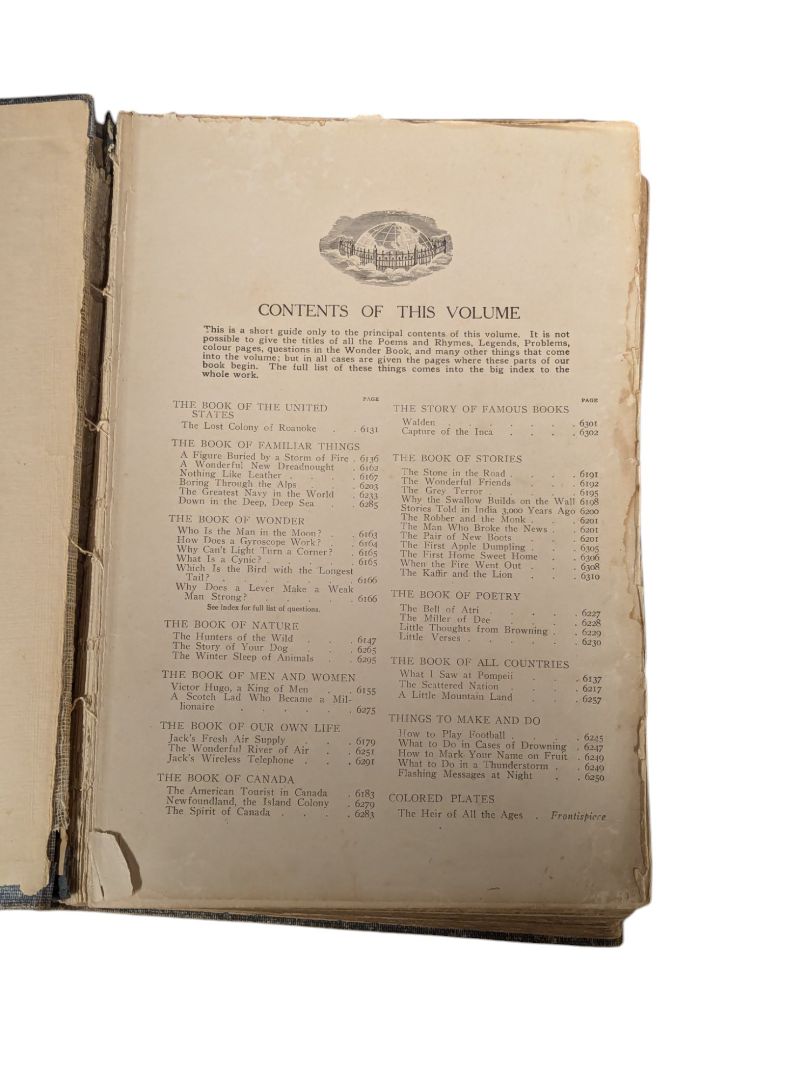 CONTENTS OF THIS VOLUME
This is a short guide only to the principal contents of this volume. It is not
possible to give the titles of all the Poems and Rhymes, Legends, Problems,
colour pages, questions in the Wonder Book, and many other things that come
into the volume; but in all cases are given the pages where these parts of our
book begin. The full list of these things comes into the big index to the
whole work.
PAGE
THE BOOK OF THE UNITED
STATES
The Lost Colony of Roanoke . . 6131
THE BOOK OF FAMILIAR THINGS
A Figure Buried by a Storm of Fire . 6136
A Wonderful New Dreadnought . 6162
Nothing Like Leather . . . . 6167
Boring Through the Alps . . . 6203
The Greatest Navy in the World . 6233
Down in the Deep, Deep Sea . . 6285
THE BOOK OF WONDER
Who Is the Man in the Moon? . . 6163
How Does a Gyroscope Work? . . 6164
Why Can't Light Turn a Corner? . 6165
What Is a Cynic? . . . . . 6165
Which Is the Bird with the Longest
Tail? . . . . . . . 6166
Why Does a Lever Make a Weak
Man Strong? . . . . . 6166
See index for full list of questions.
THE BOOK OF NATURE
The Hunters of the Wild . . . 6147
The Story of Your Dog . . . 6265
The Winter Sleep of Animals . . 6295
THE BOOK OF MEN AND WOMEN
Victor Hugo, a King of Men . . 6155
A Scotch Lad Who Became a Mil-
lionaire . . . . . . 6275
THE BOOK OF OUR OWN LIFE
Jack's Fresh Air Supply . . . 6179
The Wonderful River of Air . . 6251
Jack's Wireless Telephone . . . 6291
THE BOOK OF CANADA
The American Tourist in Canada . 6183
Newfoundland, the Island Colony . 6279
The Spirit of Canada . . . . 6283
PAGE
THE STORY OF FAMOUS BOOKS
Walden . . . . . . . 6301
Capture of the Inca . . . . 6302
THE BOOK OF STORIES
The Stone in the Road . . . . 6191
The Wonderful Friends . . . . 6192
The Grey Terror . . . . . 6195
Why the Swallow Builds on the Wall 6198
Stories Told in India 3,000 Years Ago 6200
The Robber and the Monk . . . 6201
The Man Who Broke the News . . 6201
The Pair of New Boots . . . 6201
The First Apple Dumpling . . . 6305
The First Home Sweet Home . . 6306
When the Fire Went Out . . . 6308
The Kaffir and the Lion . . . 6310
THE BOOK OF POETRY
The Bell of Atri . . . . . 6227
The Miller of Dee . . . . . 6228
Little Thoughts from Browning . . 6229
Little Verses . . . . . . 6230
THE BOOK OF ALL COUNTRIES
What I Saw at Pompeii . . . 6137
The Scattered Nation . . . . 6217
A Little Mountain Land . . . 6257
THINGS TO MAKE AND DO
How to Play Football . . . . 6245
What to Do in Cases of Drowning . 6247
How to Mark Your Name on Fruit . 6249
What to Do in a Thunderstorm . . 6249
Flashing Messages at Night . . 6250
COLORED PLATES
The Heir of All the Ages . Frontispiece